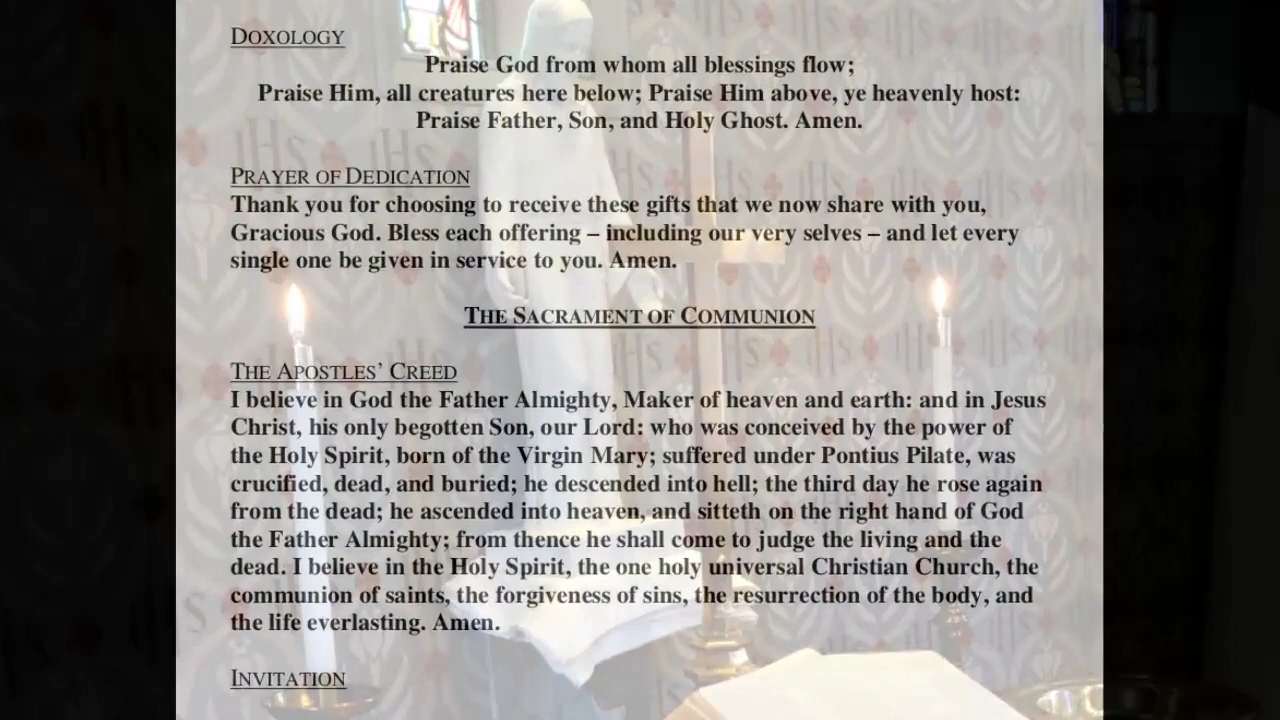 DOXOLOGY
Praise God from whom all blessings flow;
Praise Him, all creatures here below; Praise Him above, ye heavenly host:
Praise Father, Son, and Holy Ghost. Amen.
PRAYER OF DEDICATION
Thank you for choosing to receive these gifts that we now share with you,
Gracious God. Bless each offering – including our very selves – and let every
single one be given in service to you. Amen.
THE SACRAMENT OF COMMUNION
THE APOSTLES’ CREED
I believe in God the Father Almighty, Maker of heaven and earth: and in Jesus
Christ, his only begotten Son, our Lord: who was conceived by the power of
the Holy Spirit, born of the Virgin Mary; suffered under Pontius Pilate, was
crucified, dead, and buried; he descended into hell; the third day he rose again
from the dead; he ascended into heaven, and sitteth on the right hand of God
the Father Almighty; from thence he shall come to judge the living and the
dead. I believe in the Holy Spirit, the one holy universal Christian Church, the
communion of saints, the forgiveness of sins, the resurrection of the body, and
the life everlasting. Amen.
INVITATION